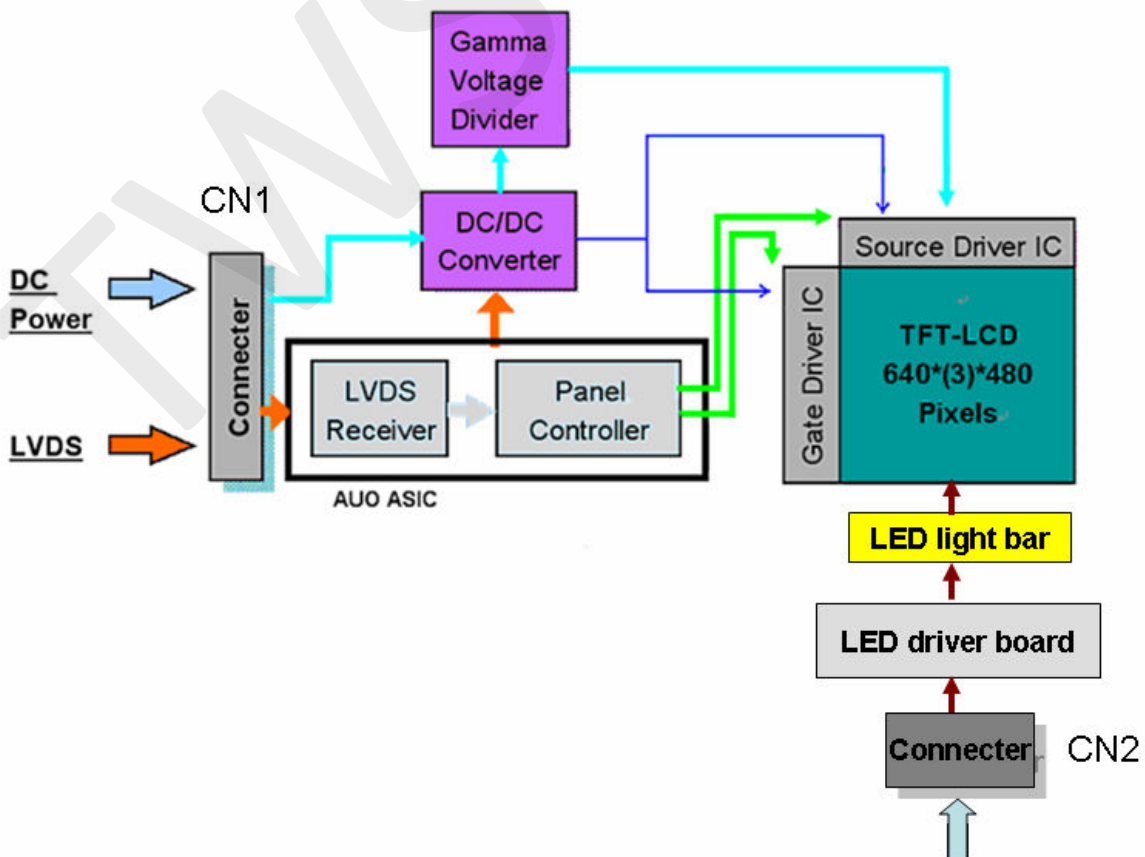 Gamma
Voltage
Divider
CN1
DC/DC
Converter
DC
Power
Connecter
LVDS
LVDS
Receiver
Panel
Controller
AUO ASIC
Source Driver IC
Gate Driver IC
TFT-LCD
640*(3)*480
Pixels
LED light bar
LED driver board
Connecter
CN2